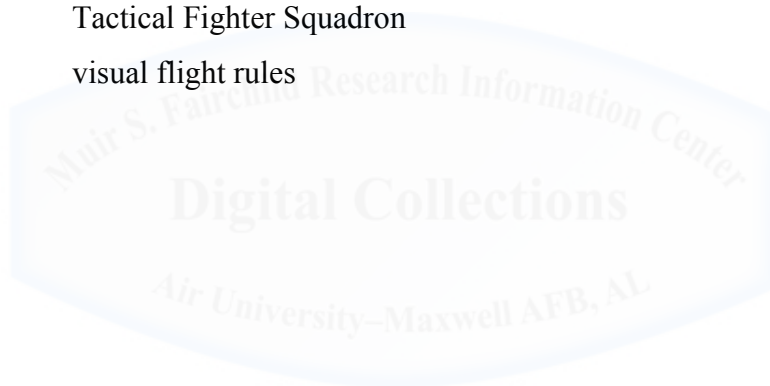 Tactical Fighter Squadron
visual flight rules
Muir S. Fairchild Research Information Center
Digital Collections
Air University–Maxwell AFB, AL